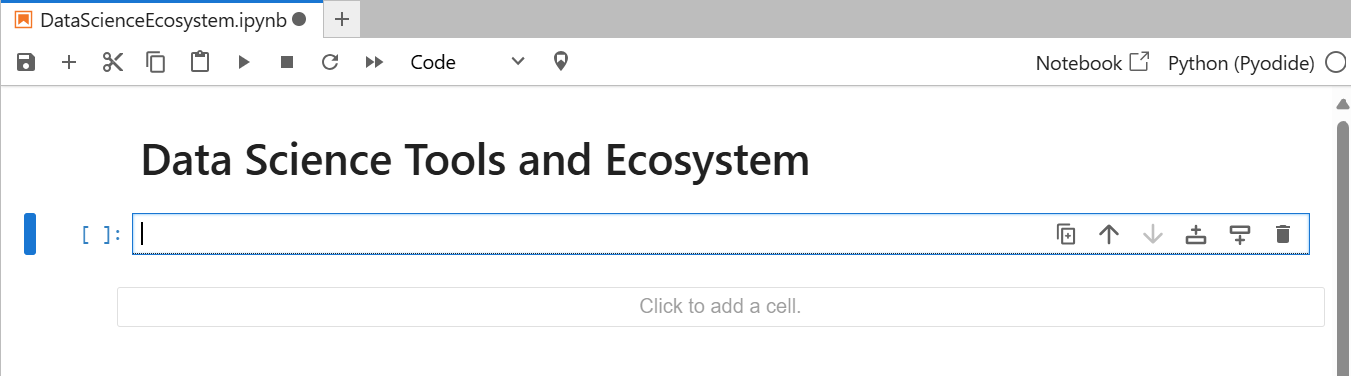 DataScienceEcosystem.ipynb
Code
Notebook
Python (Pyodide)
Data Science Tools and Ecosystem
[ ]:
Click to add a cell.